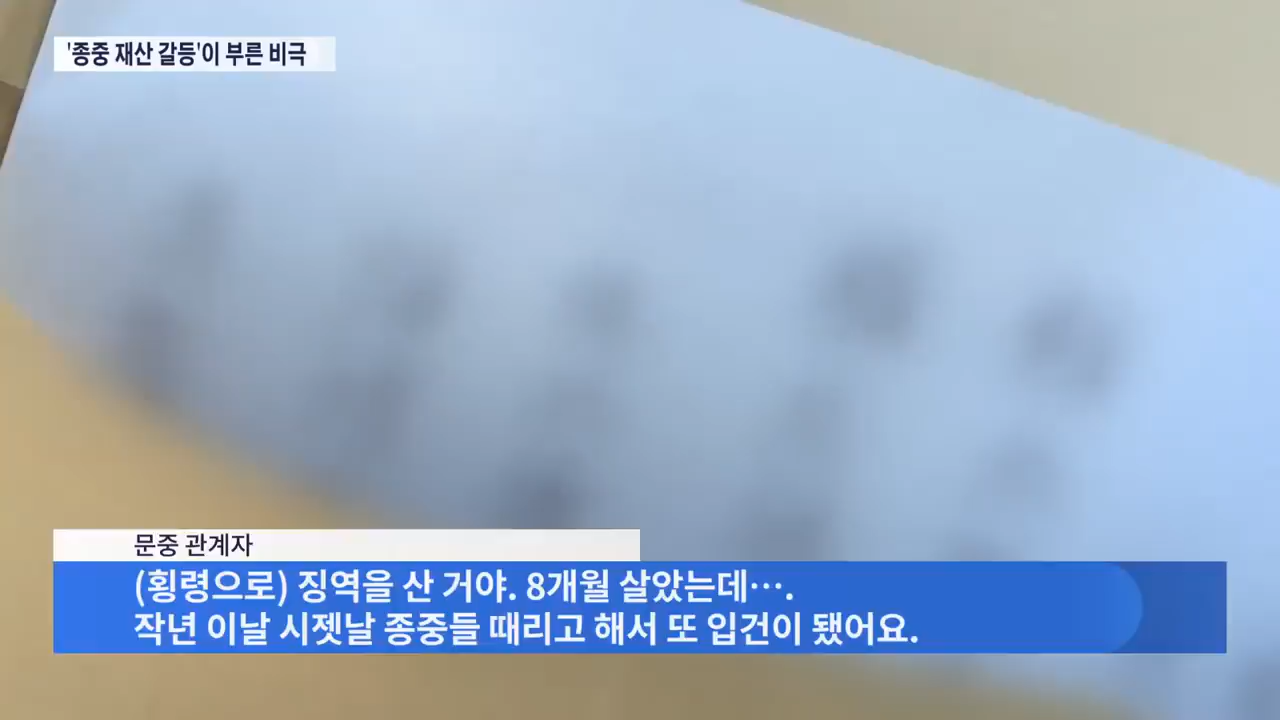 '종중 재산 갈등'이 부른 비극
문중 관계자
(횡령으로) 징역을 산 거야. 8개월 살았는데….
작년 이날 시젯날 종중들 때리고 해서 또 입건이 됐어요.